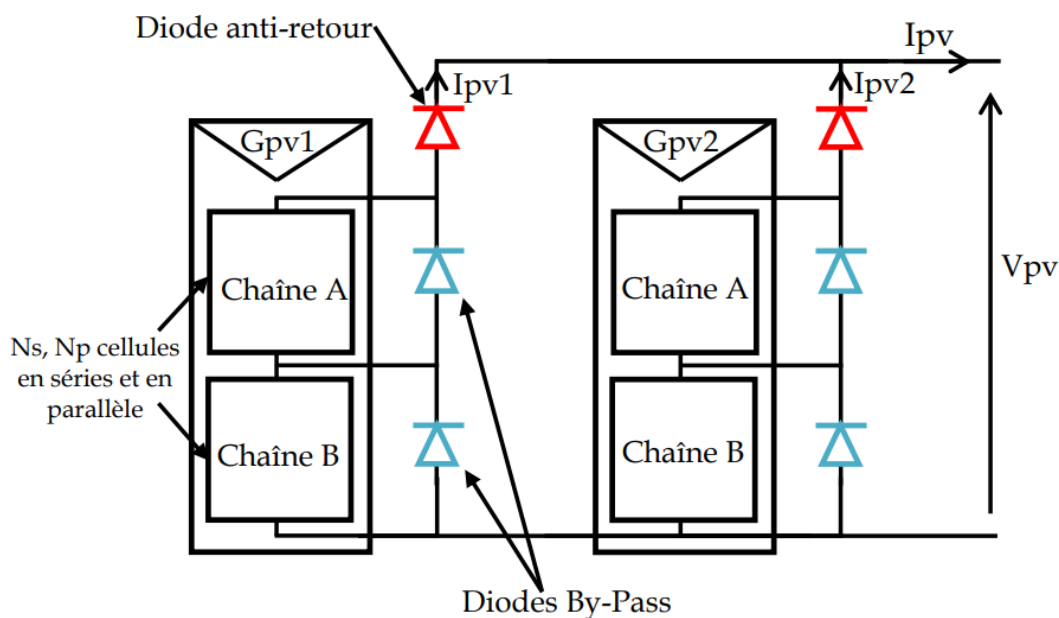 Diode anti-retour
Ipv
Ipv1
Ipv2
Gpv1
Gpv2
Vpv
Chaîne A
Chaîne A
Ns, Np cellules
en séries et en
parallèle
Chaîne B
Chaîne B
Diodes By-Pass